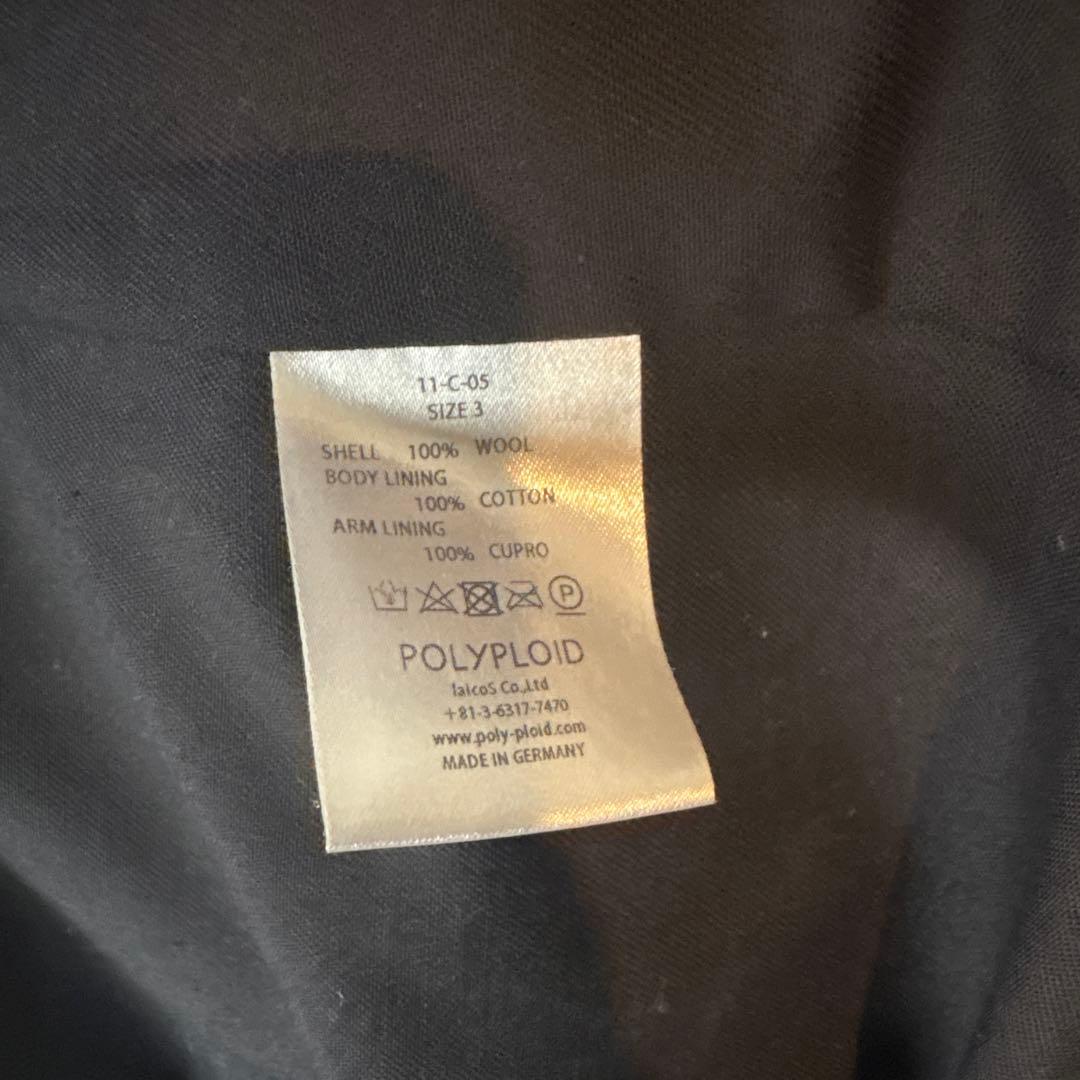 11-C-05
SIZE 3
SHELL 100% WOOL
BODY LINING
100% COTTON
ARM LINING
100% CUPRO
P
POLYPLOID
laicoS Co.,Ltd
+81-3-6317-7470
www.poly-ploid.com
MADE IN GERMANY